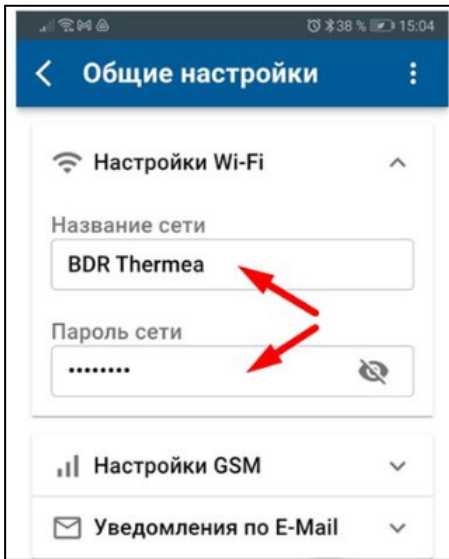 38 % 15:04
Общие настройки
Настройки Wi-Fi
Название сети
BDR Thermea
Пароль сети
••••••••
Настройки GSM
Уведомления по E-Mail